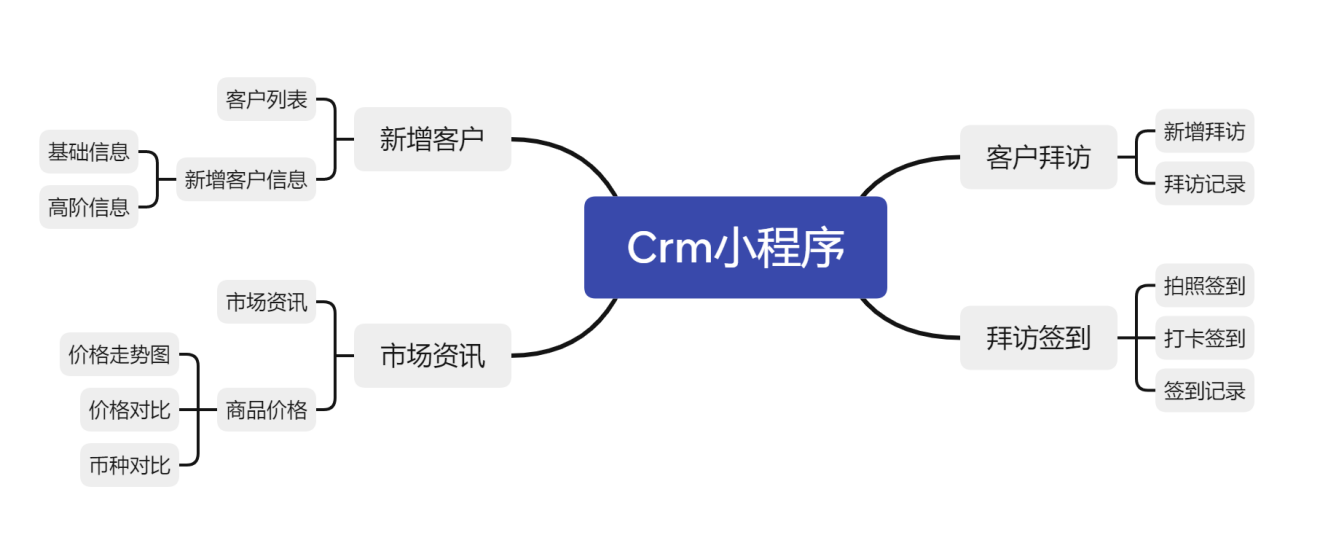 Crm小程序
新增客户
客户列表
新增客户信息
基础信息
高阶信息
市场资讯
市场资讯
商品价格
价格走势图
价格对比
币种对比
客户拜访
新增拜访
拜访记录
拜访签到
拍照签到
打卡签到
签到记录